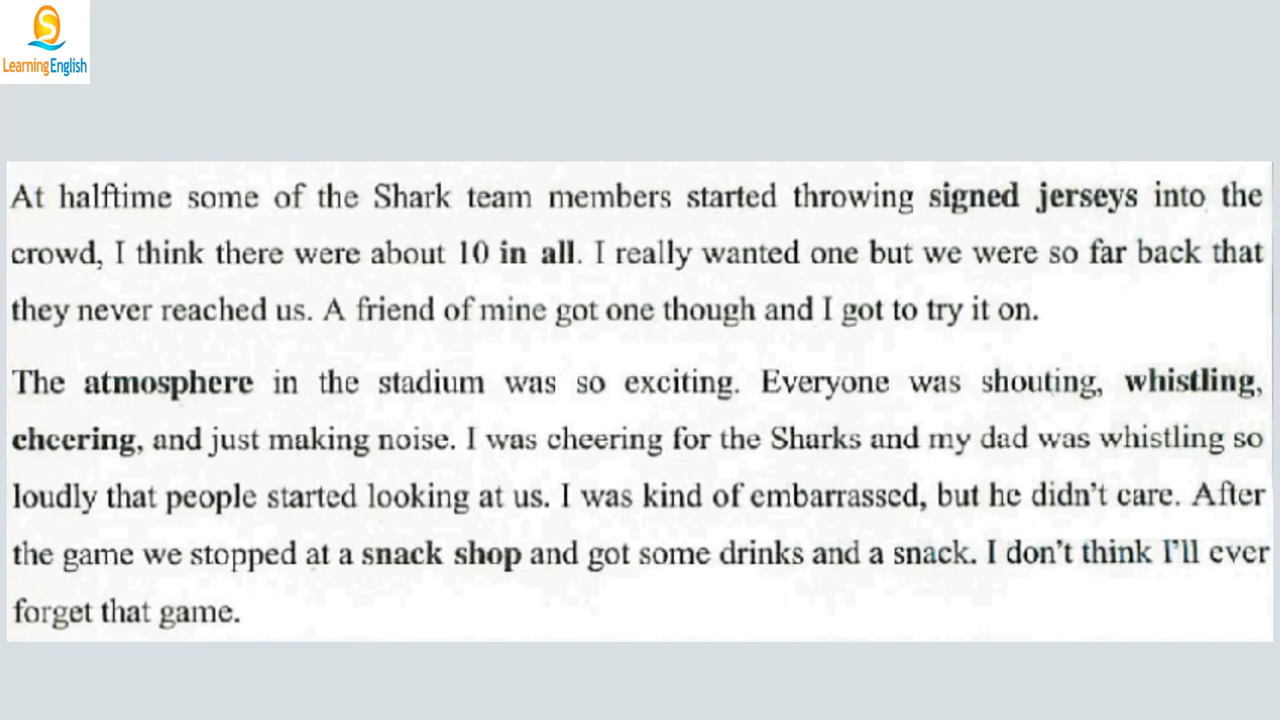 S
LearningEnglish
At halftime some of the Shark team members started throwing signed jerseys into the
crowd, I think there were about 10 in all. I really wanted one but we were so far back that
they never reached us. A friend of mine got one though and I got to try it on.
The atmosphere in the stadium was so exciting. Everyone was shouting, whistling,
cheering, and just making noise. I was cheering for the Sharks and my dad was whistling so
loudly that people started looking at us. I was kind of embarrassed, but he didn't care. After
the game we stopped at a snack shop and got some drinks and a snack. I don't think I'll ever
forget that game.